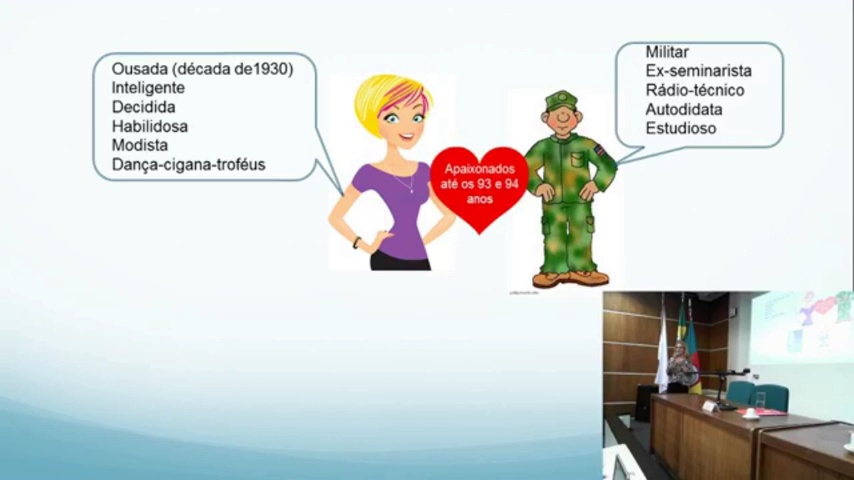 Ousada (década de1930)
Inteligente
Decidida
Habilidosa
Modista
Dança-cigana-troféus
Apaixonados
até os 93 e 94
anos
Militar
Ex-seminarista
Rádio-técnico
Autodidata
Estudioso